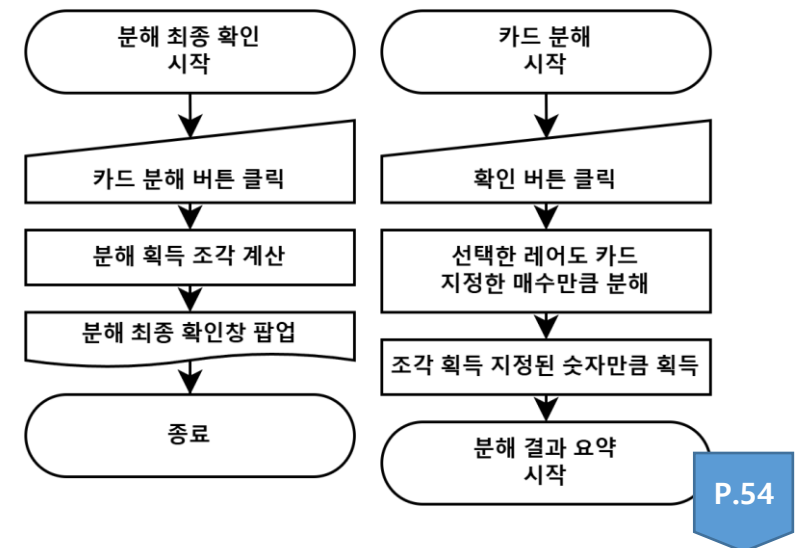 분해 최종 확인
시작
카드 분해 버튼 클릭
분해 획득 조각 계산
분해 최종 확인창 팝업
종료
카드 분해
시작
확인 버튼 클릭
선택한 레어도 카드
지정한 매수만큼 분해
조각 획득 지정된 숫자만큼 획득
분해 결과 요약
시작
P.54